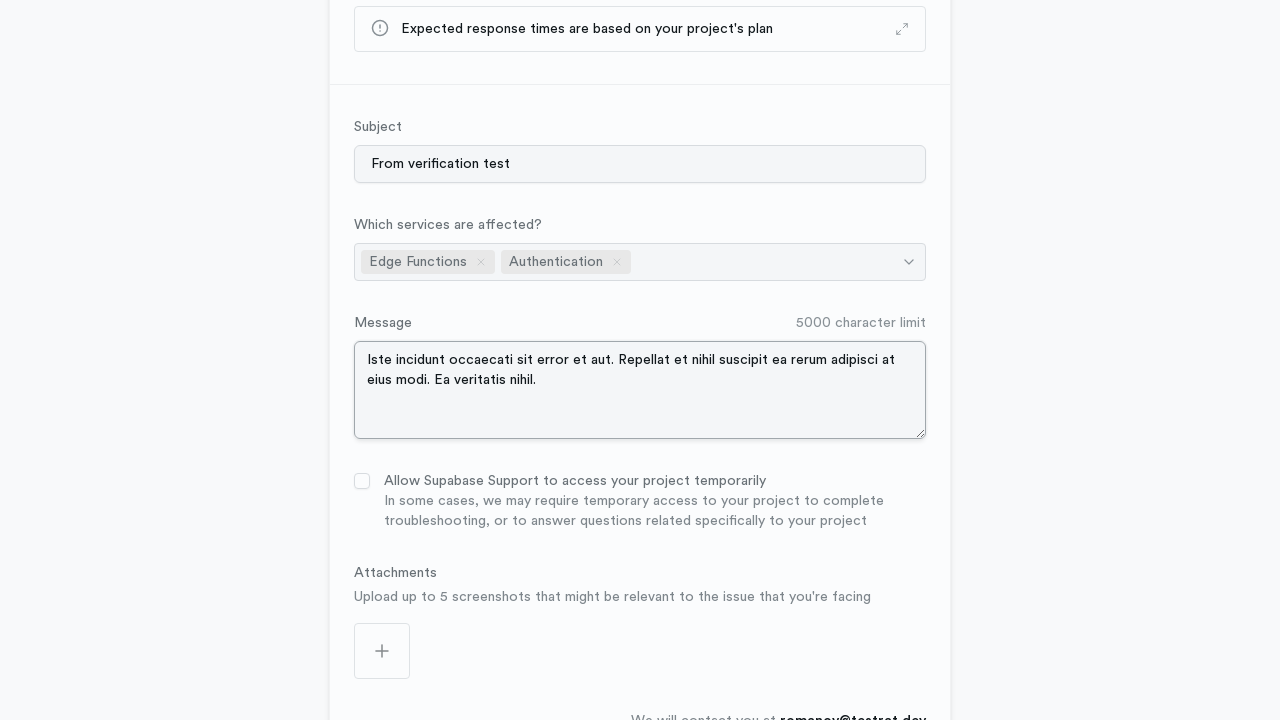 Expected response times are based on your project's plan
Subject
From verification test
Which services are affected?
Edge Functions Authentication
Message 5000 character limit
Iste incidunt occaecati sit error et aut. Repellat et nihil suscipit ea rerum adipisci at
eius modi. Ea veritatis nihil.
Allow Supabase Support to access your project temporarily
In some cases, we may require temporary access to your project to complete
troubleshooting, or to answer questions related specifically to your project
Attachments
Upload up to 5 screenshots that might be relevant to the issue that you're facing
We will contact you at